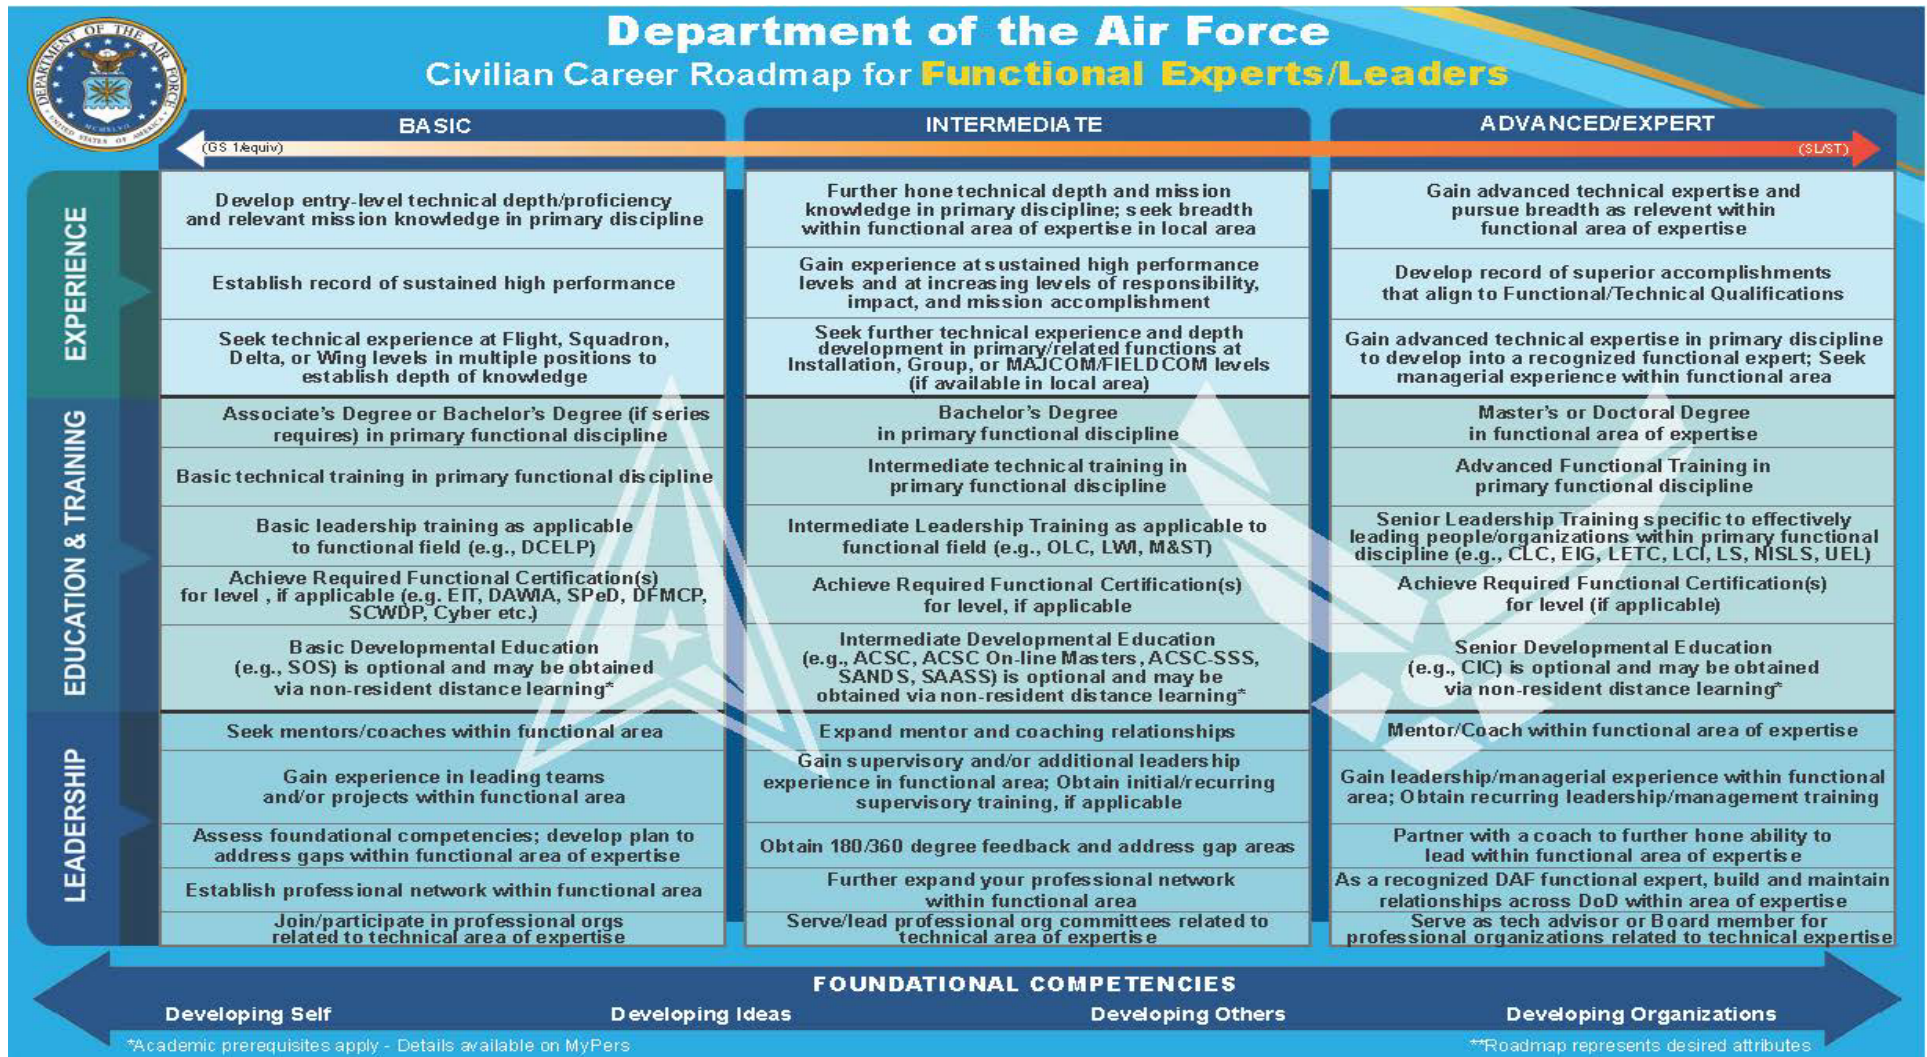 Department of the Air Force
Civilian Career Roadmap for Functional Experts/Leaders
DEPARTMENT OF THE AIR FORCE
MCMXLVII
UNITED STATES OF AMERICA
BASIC
INTERMEDIATE
ADVANCED/EXPERT
(GS 1/equiv)
(SL/ST)
EXPERIENCE
Develop entry-level technical depth/proficiency
and relevant mission knowledge in primary discipline
Further hone technical depth and mission
knowledge in primary discipline; seek breadth
within functional area of expertise in local area
Gain advanced technical expertise and
pursue breadth as relevent within
functional area of expertise
Establish record of sustained high performance
Gain experience at sustained high performance
levels and at increasing levels of responsibility,
impact, and mission accomplishment
Develop record of superior accomplishments
that align to Functional/Technical Qualifications
Seek technical experience at Flight, Squadron,
Delta, or Wing levels in multiple positions to
establish depth of knowledge
Seek further technical experience and depth
development in primary/related functions at
Installation, Group, or MAJCOM/FIELDCOM levels
(if available in local area)
Gain advanced technical expertise in primary discipline
to develop into a recognized functional expert; Seek
managerial experience within functional area
EDUCATION & TRAINING
Associate's Degree or Bachelor's Degree (if series
requires) in primary functional discipline
Bachelor's Degree
in primary functional discipline
Master's or Doctoral Degree
in functional area of expertise
Basic technical training in primary functional discipline
Intermediate technical training in
primary functional discipline
Advanced Functional Training in
primary functional discipline
Basic leadership training as applicable
to functional field (e.g., DCELP)
Intermediate Leadership Training as applicable to
functional field (e.g., OLC, LWI, M&ST)
Senior Leadership Training specific to effectively
leading people/organizations within primary functional
discipline (e.g., CLC, EIG, LETC, LCI, LS, NISLS, UEL)
Achieve Required Functional Certification(s)
for level , if applicable (e.g. EIT, DAWIA, SPeD, DFMCP,
SCWDP, Cyber etc.)
Achieve Required Functional Certification(s)
for level, if applicable
Achieve Required Functional Certification(s)
for level (if applicable)
Basic Developmental Education
(e.g., SOS) is optional and may be obtained
via non-resident distance learning*
Intermediate Developmental Education
(e.g., ACSC, ACSC On-line Masters, ACSC-SSS,
SANDS, SAASS) is optional and may be
obtained via non-resident distance learning*
Senior Developmental Education
(e.g., CIC) is optional and may be obtained
via non-resident distance learning*
LEADERSHIP
Seek mentors/coaches within functional area
Expand mentor and coaching relationships
Mentor/Coach within functional area of expertise
Gain experience in leading teams
and/or projects within functional area
Gain supervisory and/or additional leadership
experience in functional area; Obtain initial/recurring
supervisory training, if applicable
Gain leadership/managerial experience within functional
area; Obtain recurring leadership/management training
Assess foundational competencies; develop plan to
address gaps within functional area of expertise
Obtain 180/360 degree feedback and address gap areas
Partner with a coach to further hone ability to
lead within functional area of expertise
Establish professional network within functional area
Further expand your professional network
within functional area
As a recognized DAF functional expert, build and maintain
relationships across DoD within area of expertise
Join/participate in professional orgs
related to technical area of expertise
Serve/lead professional org committees related to
technical area of expertise
Serve as tech advisor or Board member for
professional organizations related to technical expertise
FOUNDATIONAL COMPETENCIES
Developing Self
Developing Ideas
Developing Others
Developing Organizations
*Academic prerequisites apply - Details available on MyPers
**Roadmap represents desired attributes